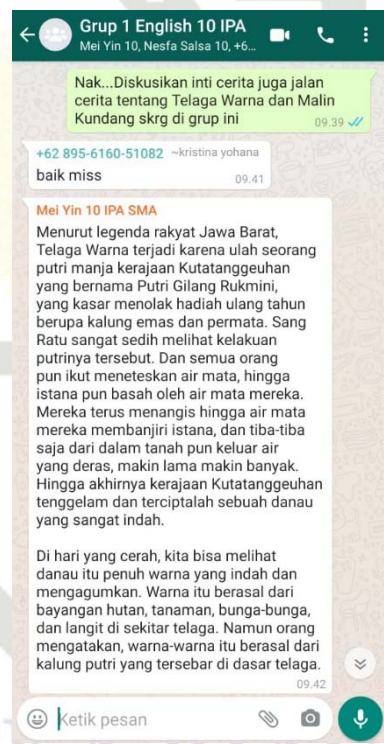 Grup 1 English 10 IPA
Mei Yin 10, Nesfa Salsa 10, +6...
Nak...Diskusikan inti cerita juga jalan
cerita tentang Telaga Warna dan Malin
Kundang skrg di grup ini
09.39
+62 895-6160-51082 ~kristina yohana
baik miss
09.41
Mei Yin 10 IPA SMA
Menurut legenda rakyat Jawa Barat,
Telaga Warna terjadi karena ulah seorang
putri manja kerajaan Kutatanggeuhan
yang bernama Putri Gilang Rukmini,
yang kasar menolak hadiah ulang tahun
berupa kalung emas dan permata. Sang
Ratu sangat sedih melihat kelakuan
putrinya tersebut. Dan semua orang
pun ikut meneteskan air mata, hingga
istana pun basah oleh air mata mereka.
Mereka terus menangis hingga air mata
mereka membanjiri istana, dan tiba-tiba
saja dari dalam tanah pun keluar air
yang deras, makin lama makin banyak.
Hingga akhirnya kerajaan Kutatanggeuhan
tenggelam dan terciptalah sebuah danau
yang sangat indah.
Di hari yang cerah, kita bisa melihat
danau itu penuh warna yang indah dan
mengagumkan. Warna itu berasal dari
bayangan hutan, tanaman, bunga-bunga,
dan langit di sekitar telaga. Namun orang
mengatakan, warna-warna itu berasal dari
kalung putri yang tersebar di dasar telaga.
09.42
Ketik pesan